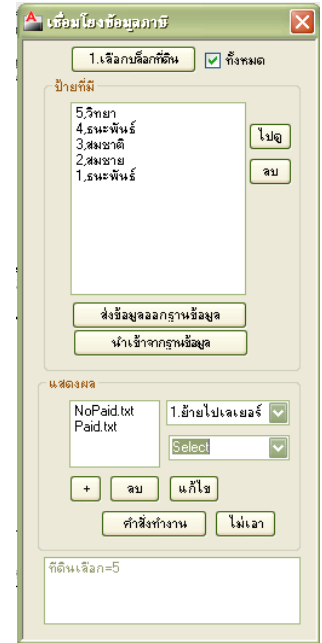 เชื่อมโยงข้อมูลภาษี
1.เลือกบล็อกที่ดิน ทั้งหมด
ป้ายที่มี
5,วิทยา
4,ธนะพันธ์
3,สมชาติ
2,สมชาย
1,ธนะพันธ์
ไปดู
ลบ
ส่งข้อมูลออกฐานข้อมูล
นำเข้าจากฐานข้อมูล
แสดงผล
NoPaid.txt
Paid.txt
1.ย้ายไปเลเยอร์
Select
+ ลบ แก้ไข
คำสั่งทำงาน ไม่เอา
ที่ดินเลือก=5